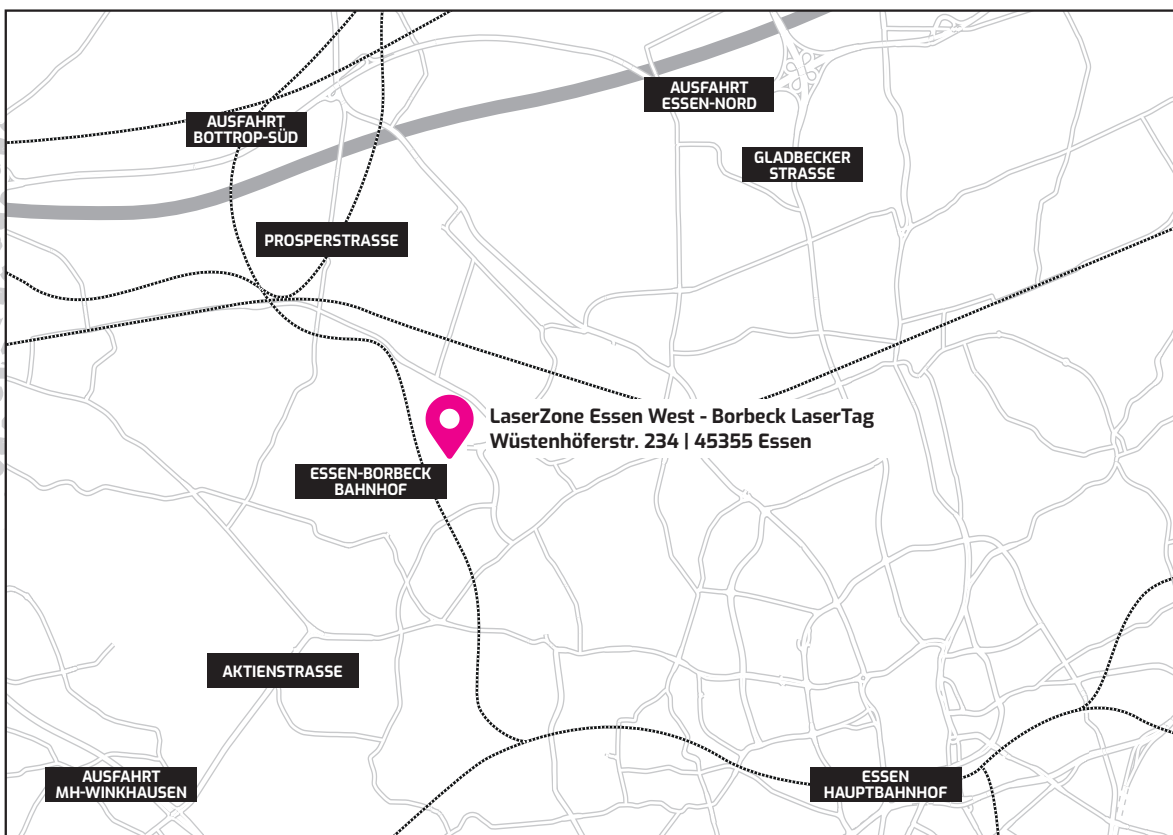 AUSFAHRT
ESSEN-NORD
AUSFAHRT
BOTTROP-SÜD
GLADBECKER
STRASSE
PROSPERSTRASSE
LaserZone Essen West - Borbeck LaserTag
Wüstenhöferstr. 234 | 45355 Essen
ESSEN-BORBECK
BAHNHOF
AKTIENSTRASSE
AUSFAHRT
MH-WINKHAUSEN
ESSEN
HAUPTBAHNHOF